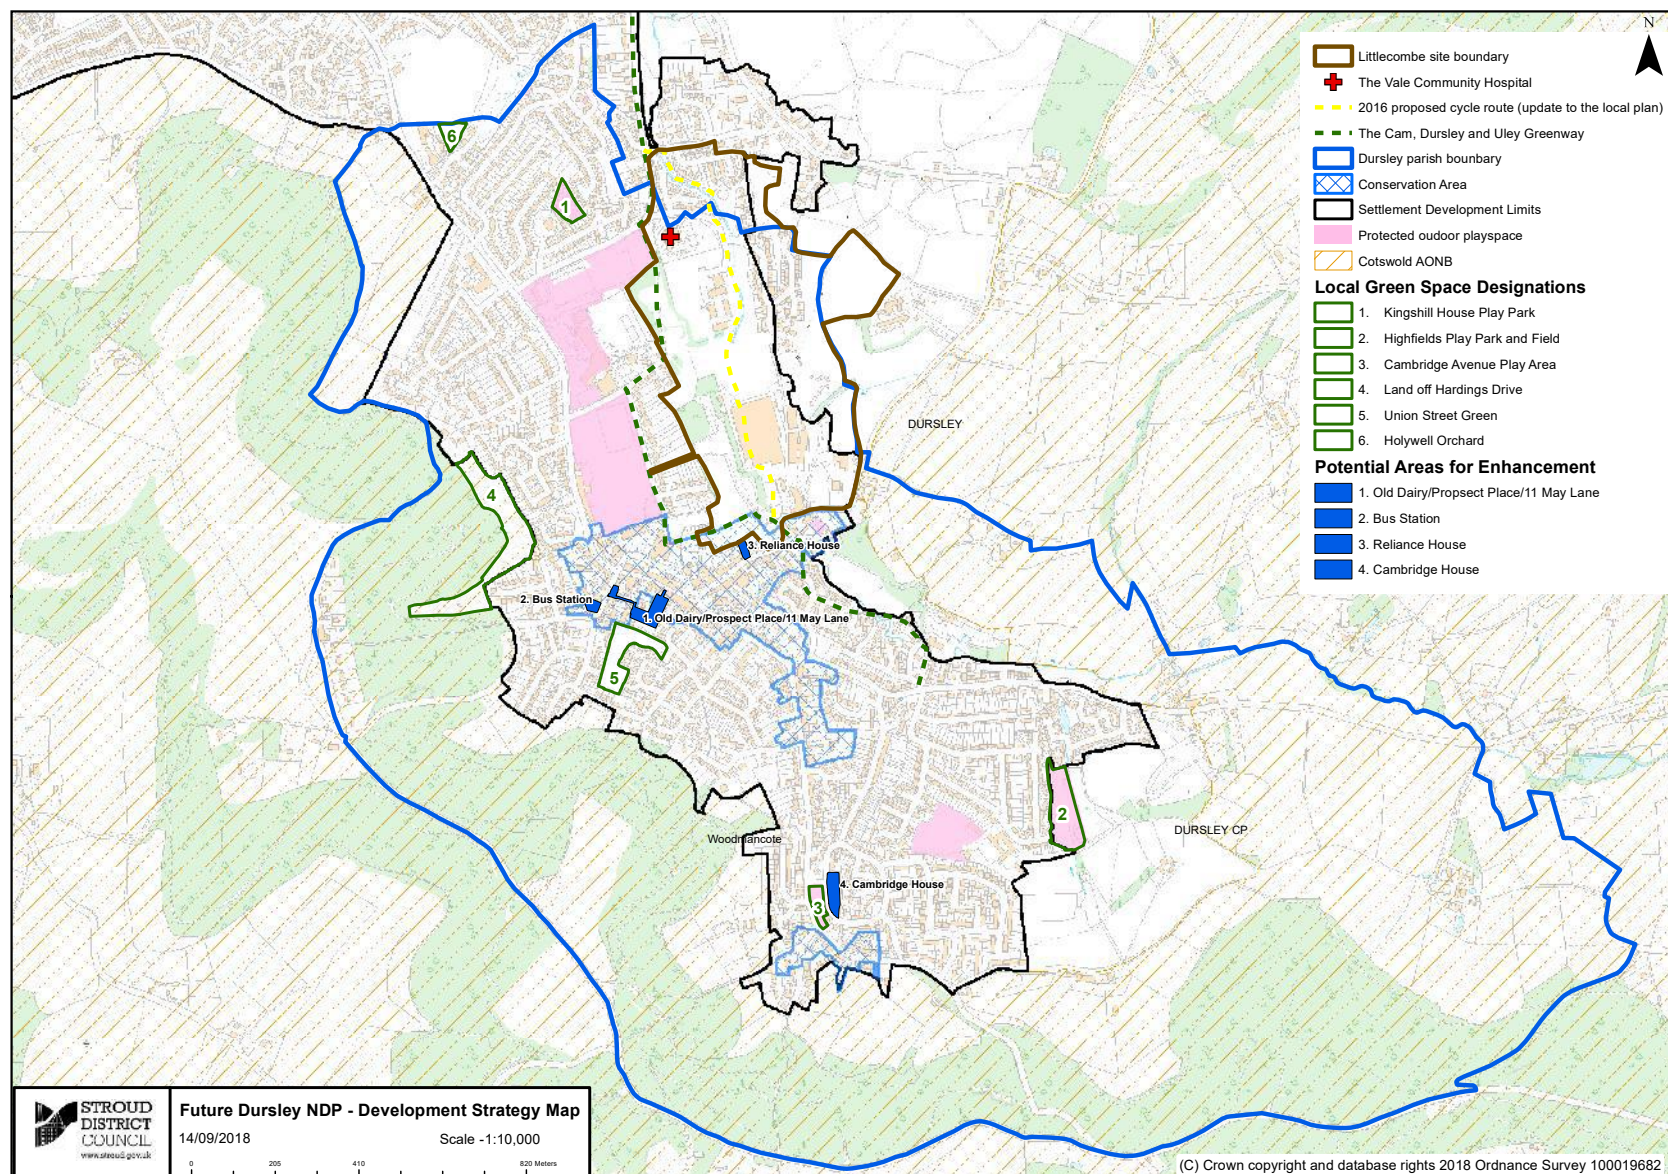 N
Littlecombe site boundary
The Vale Community Hospital
2016 proposed cycle route (update to the local plan)
The Cam, Dursley and Uley Greenway
Dursley parish bounbary
Conservation Area
Settlement Development Limits
Protected oudoor playspace
Cotswold AONB
Local Green Space Designations
1. Kingshill House Play Park
2. Highfields Play Park and Field
3. Cambridge Avenue Play Area
4. Land off Hardings Drive
5. Union Street Green
6. Holywell Orchard
Potential Areas for Enhancement
1. Old Dairy/Propsect Place/11 May Lane
2. Bus Station
3. Reliance House
4. Cambridge House
6
1
DURSLEY
4
3. Reliance House
2. Bus Station
1. Old Dairy/Prospect Place/11 May Lane
5
2
DURSLEY CP
Woodmancote
4. Cambridge House
3
STROUD
DISTRICT
COUNCIL
www.stroud.gov.uk
Future Dursley NDP - Development Strategy Map
14/09/2018 Scale -1:10,000
0 205 410 820 Meters
(C) Crown copyright and database rights 2018 Ordnance Survey 100019682